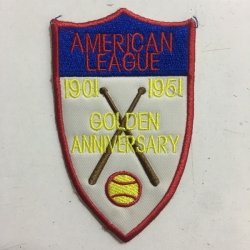 AMERICAN
LEAGUE
1901 1951
GOLDEN
ANNIVERSARY